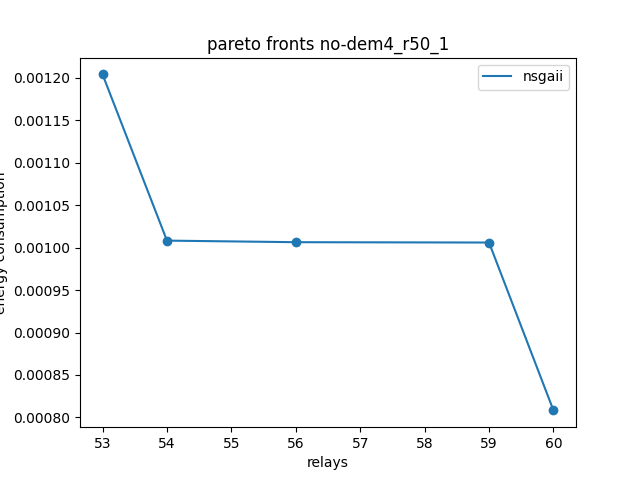 pareto fronts no-dem4_r50_1
nsgaii
0.00120
0.00115
0.00110
0.00105
0.00100
0.00095
0.00090
0.00085
0.00080
energy consumption
53 54 55 56 57 58 59 60
relays